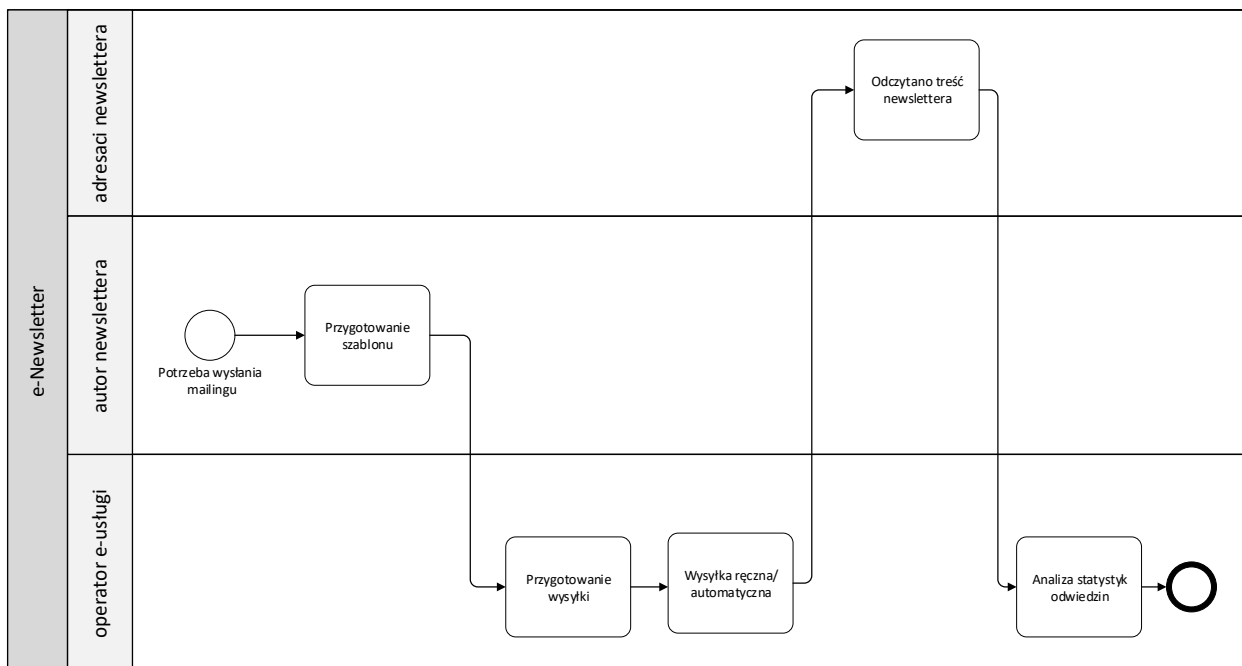 e-Newsletter
adresaci newslettera
Odczytano treść
newslettera
autor newslettera
Potrzeba wysłania
mailingu
Przygotowanie
szablonu
operator e-usługi
Przygotowanie
wysyłki
Wysyłka ręczna/
automatyczna
Analiza statystyk
odwiedzin